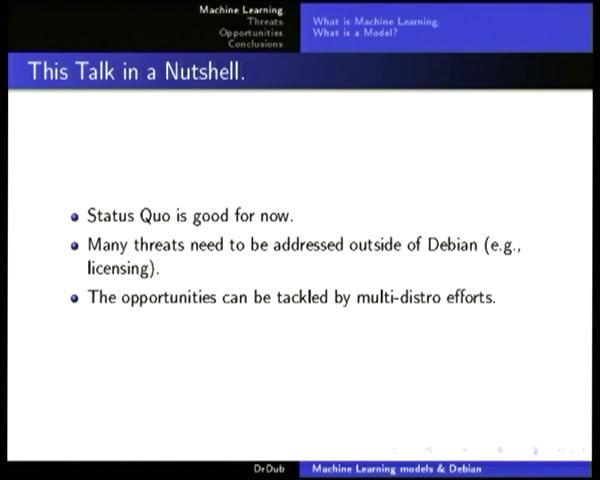 Machine Learning
Threats
Opportunities
Conclusions
What is Machine Learning.
What is a Model?
This Talk in a Nutshell.
Status Quo is good for now.
Many threats need to be addressed outside of Debian (e.g.,
licensing).
The opportunities can be tackled by multi-distro efforts.
DrDub
Machine Learning models & Debian